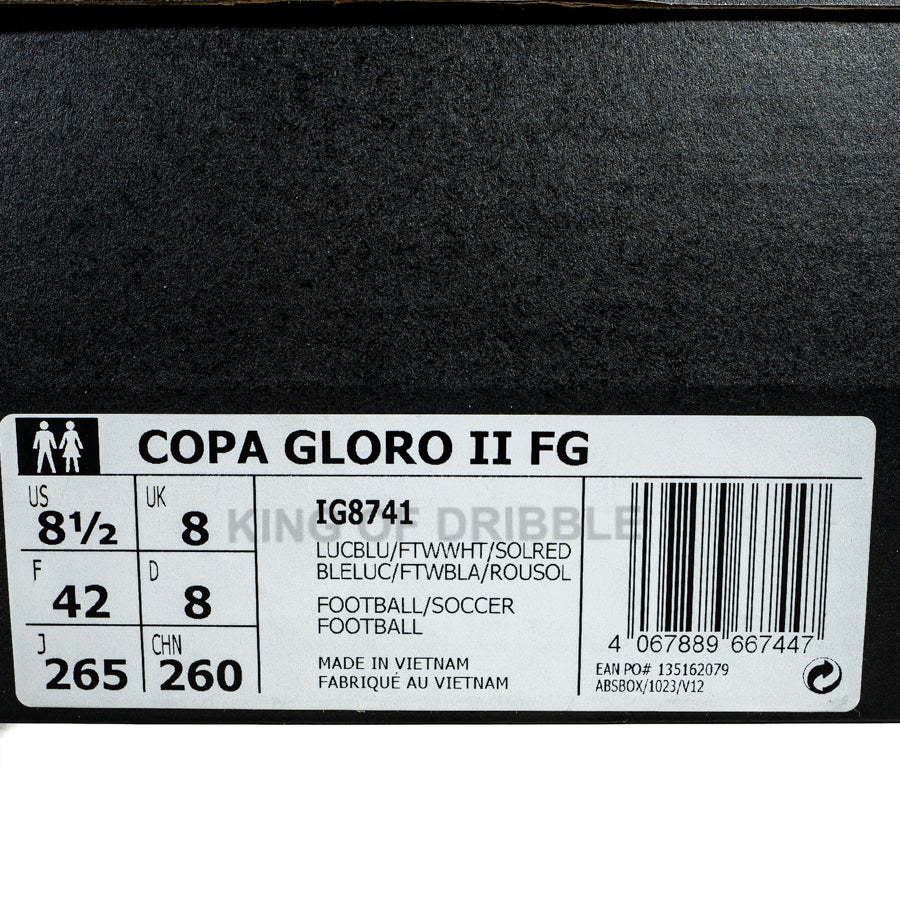 COPA GLORO II FG
US
8½
UK
8
F
42
D
8
J
265
CHN
260
IG8741
KING OF DRIBBLE
LUCBLU/FTWWHT/SOLRED
BLELUC/FTWBLA/ROUSOL
FOOTBALL/SOCCER
FOOTBALL
MADE IN VIETNAM
FABRIQUÉ AU VIETNAM
4 067889 667447
EAN PO# 135162079
ABSBOX/1023/V12